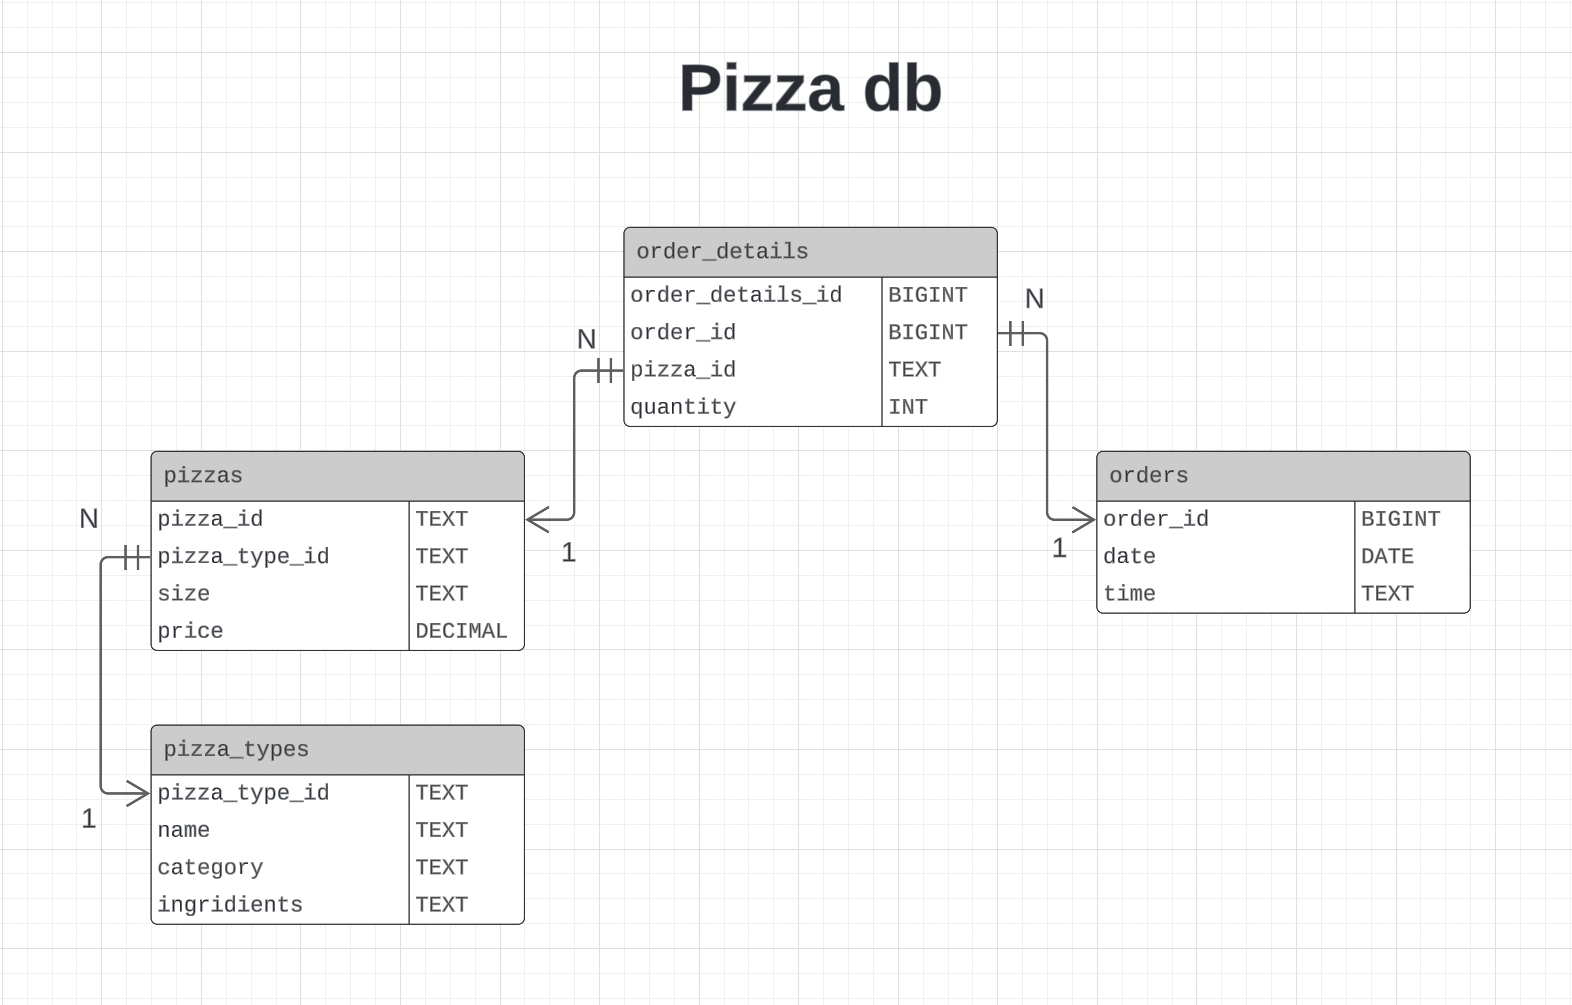 Pizza db
order_details
order_details_id BIGINT
order_id BIGINT
pizza_id TEXT
quantity INT
N
N
pizzas
pizza_id TEXT
pizza_type_id TEXT
size TEXT
price DECIMAL
N
1
orders
order_id BIGINT
date DATE
time TEXT
1
pizza_types
pizza_type_id TEXT
name TEXT
category TEXT
ingridients TEXT
1